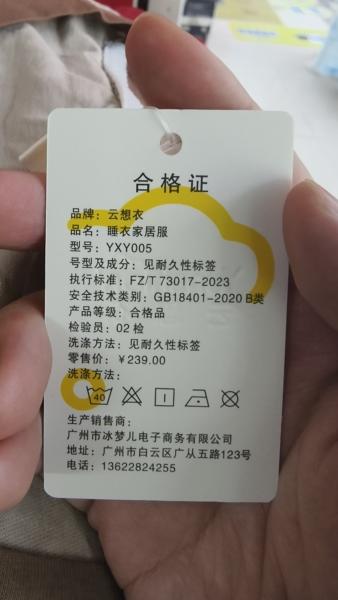 合格证
品牌：云想衣
品名：睡衣家居服
型号：YXY005
号型及成分：见耐久性标签
执行标准：FZ/T 73017-2023
安全技术类别：GB18401-2020 B类
产品等级：合格品
检验员：02 检
洗涤方法：见耐久性标签
零售价：￥239.00
洗涤方法：
40
生产销售商：
广州市冰梦儿电子商务有限公司
地址：广州市白云区广从五路123号
电话：13622824255